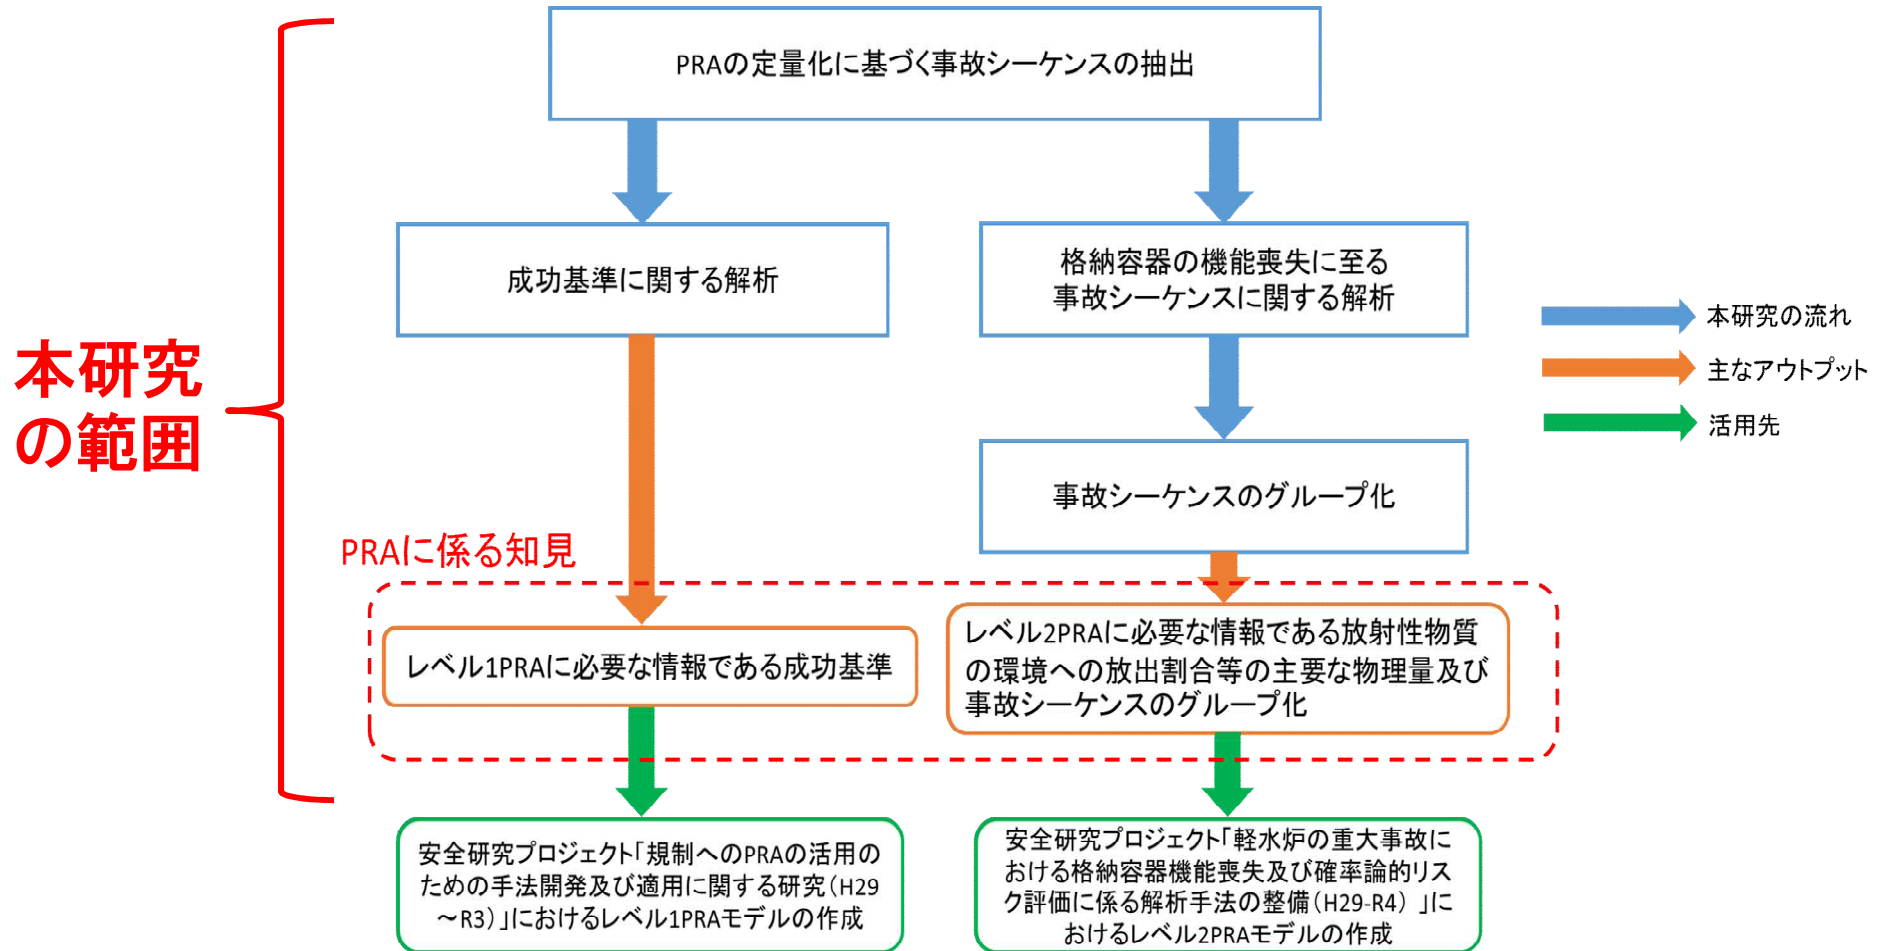 PRAの定量化に基づく事故シーケンスの抽出
成功基準に関する解析
格納容器の機能喪失に至る
事故シーケンスに関する解析
本研究の流れ
主なアウトプット
活用先
本研究
の範囲
事故シーケンスのグループ化
PRAに係る知見
レベル1PRAに必要な情報である成功基準
レベル2PRAに必要な情報である放射性物質
の環境への放出割合等の主要な物理量及び
事故シーケンスのグループ化
安全研究プロジェクト「規制へのPRAの活用の
ための手法開発及び適用に関する研究(H29
~R3)」におけるレベル1PRAモデルの作成
安全研究プロジェクト「軽水炉の重大事故に
おける格納容器機能喪失及び確率論的リス
ク評価に係る解析手法の整備(H29-R4) 」に
おけるレベル2PRAモデルの作成